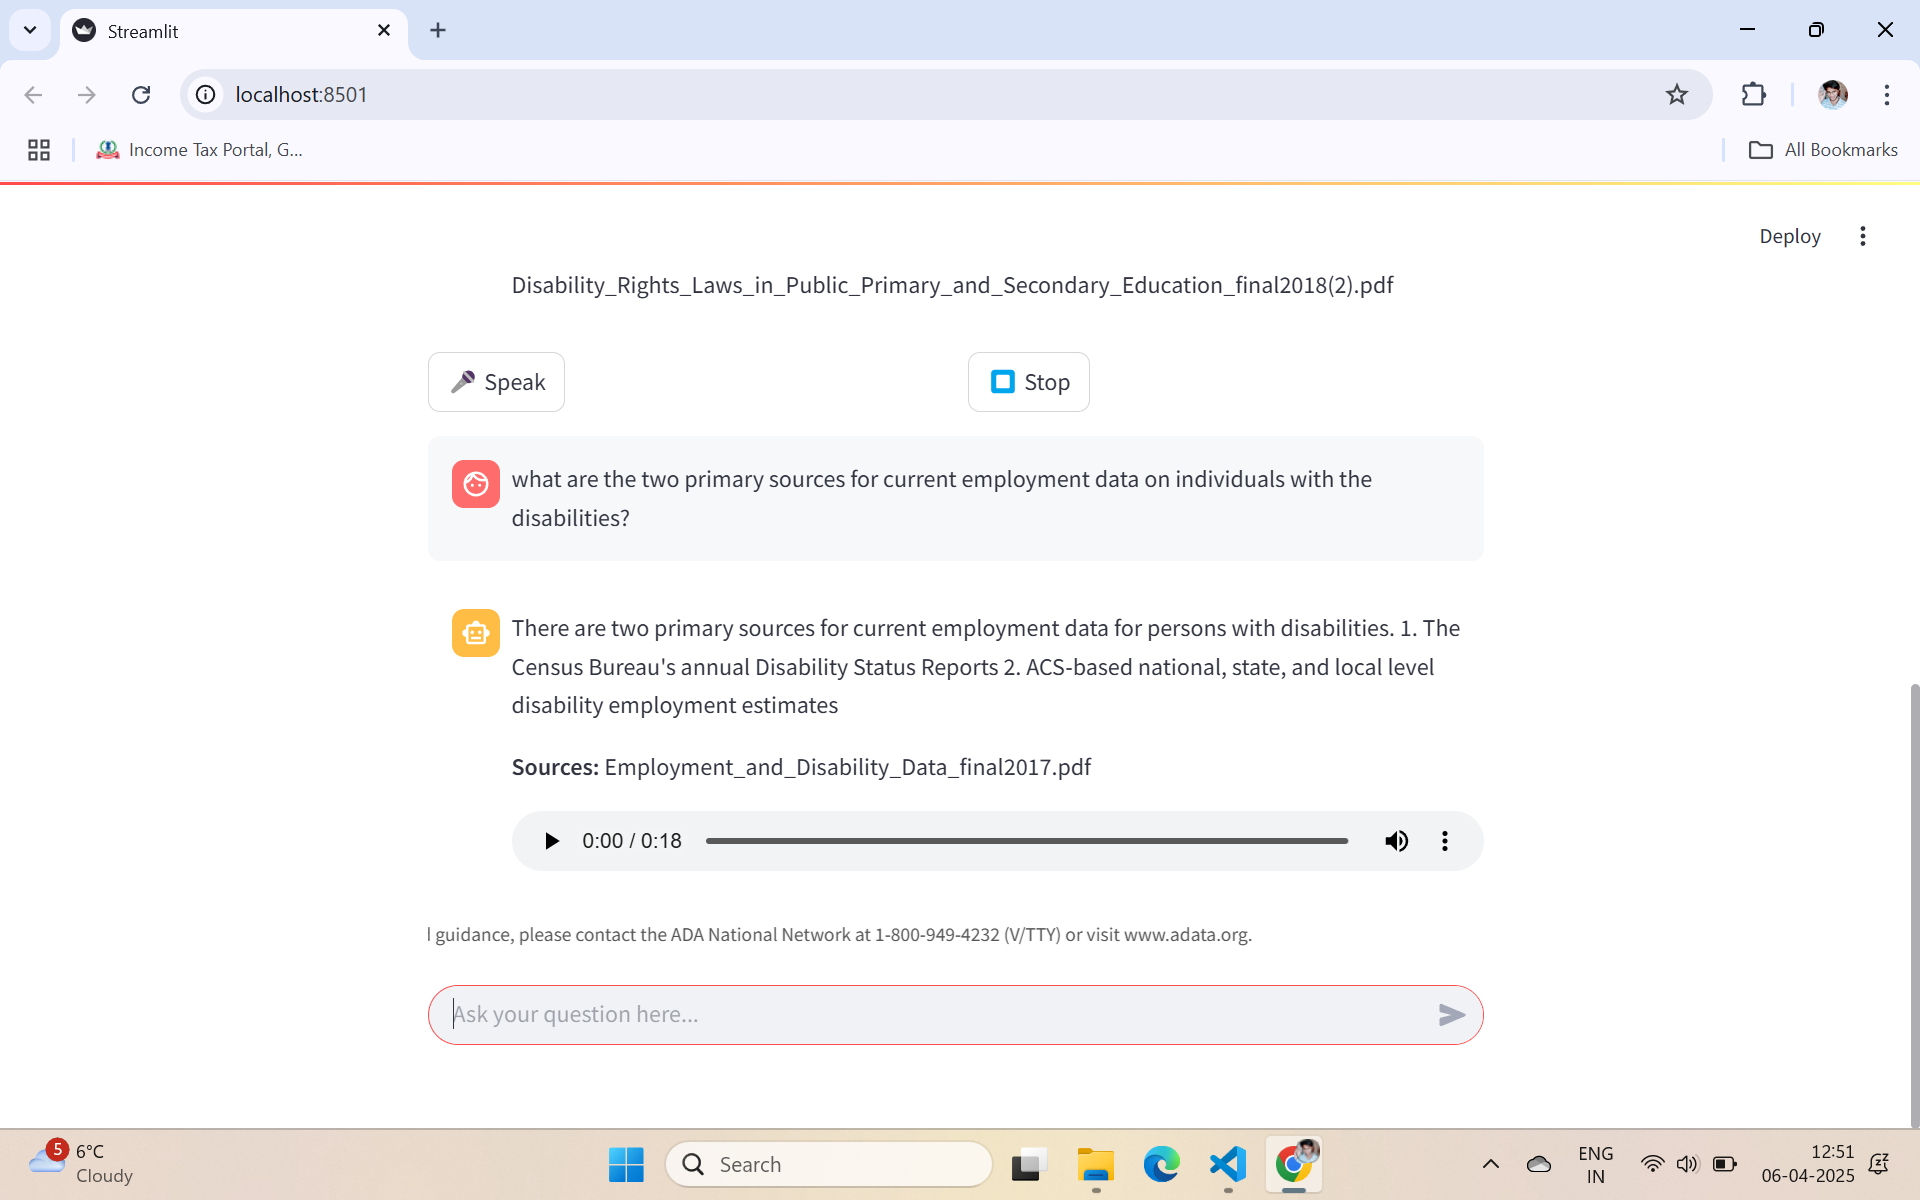 Streamlit
localhost:8501
Income Tax Portal, G...
All Bookmarks
Deploy
Disability_Rights_Laws_in_Public_Primary_and_Secondary_Education_final2018(2).pdf
Speak
Stop
what are the two primary sources for current employment data on individuals with the
disabilities?
There are two primary sources for current employment data for persons with disabilities. 1. The
Census Bureau's annual Disability Status Reports 2. ACS-based national, state, and local level
disability employment estimates
Sources: Employment_and_Disability_Data_final2017.pdf
0:00 / 0:18
l guidance, please contact the ADA National Network at 1-800-949-4232 (V/TTY) or visit www.adata.org.
Ask your question here...
5
6°C
Cloudy
Search
ENG
IN
12:51
06-04-2025